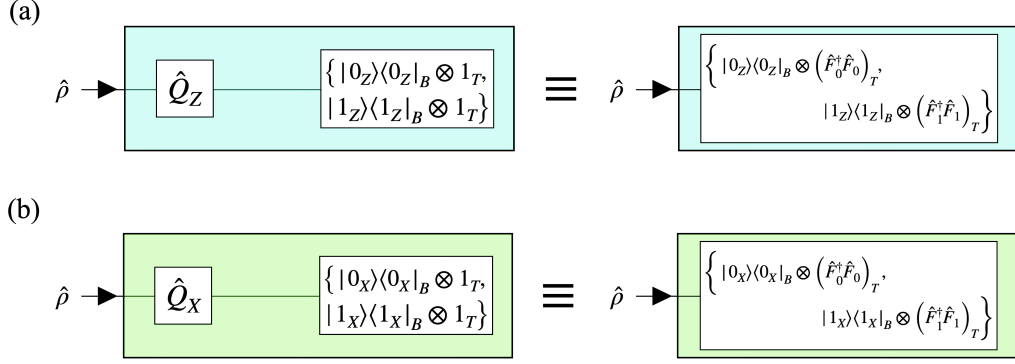 (a)
ρ̂ Q̂_Z {|0_Z⟩⟨0_Z|_B ⊗ 1_T, |1_Z⟩⟨1_Z|_B ⊗ 1_T} ≡ ρ̂ {|0_Z⟩⟨0_Z|_B ⊗ (F̂_0^† F̂_0)_T, |1_Z⟩⟨1_Z|_B ⊗ (F̂_1^† F̂_1)_T}
(b)
ρ̂ Q̂_X {|0_X⟩⟨0_X|_B ⊗ 1_T, |1_X⟩⟨1_X|_B ⊗ 1_T} ≡ ρ̂ {|0_X⟩⟨0_X|_B ⊗ (F̂_0^† F̂_0)_T, |1_X⟩⟨1_X|_B ⊗ (F̂_1^† F̂_1)_T}